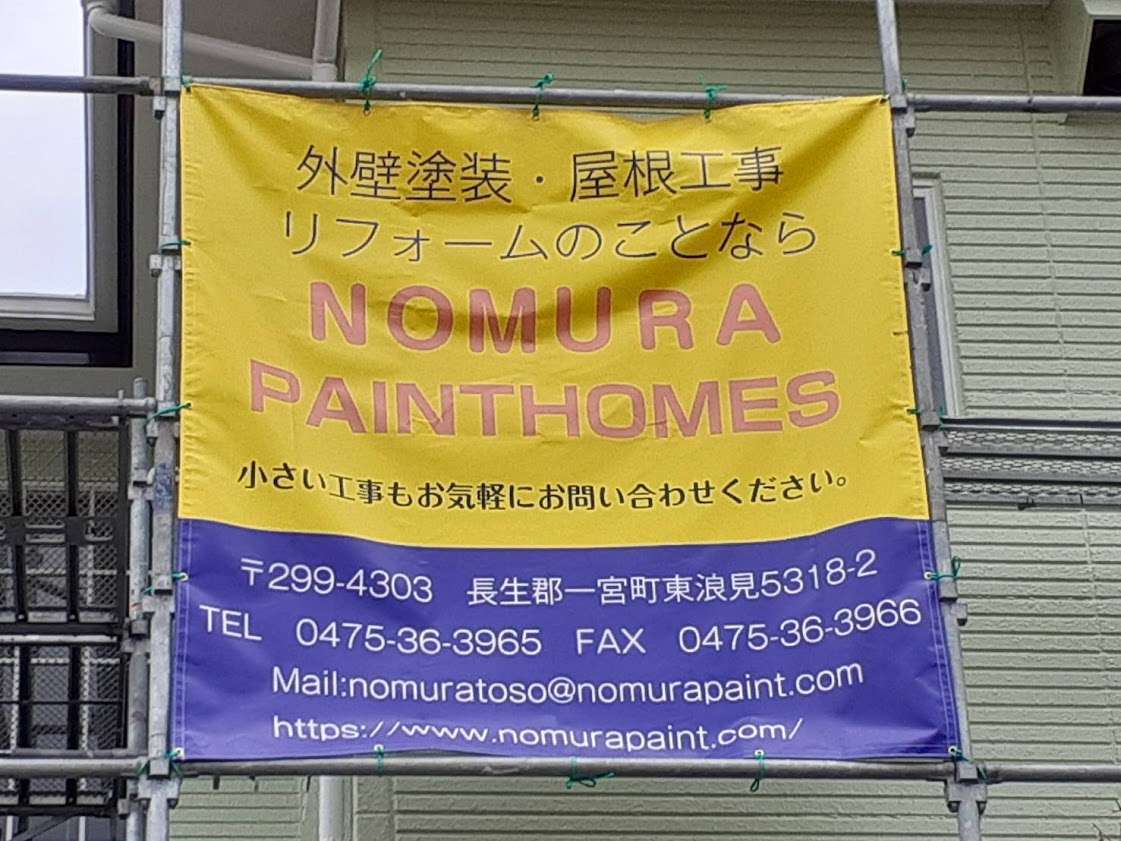 外壁塗装・屋根工事
リフォームのことなら
NOMURA
PAINTHOMES
小さい工事もお気軽にお問い合わせください。
〒299-4303　長生郡一宮町東浪見5318-2
TEL　0475-36-3965　FAX　0475-36-3966
Mail:nomuratoso@nomurapaint.com
https://www.nomurapaint.com/